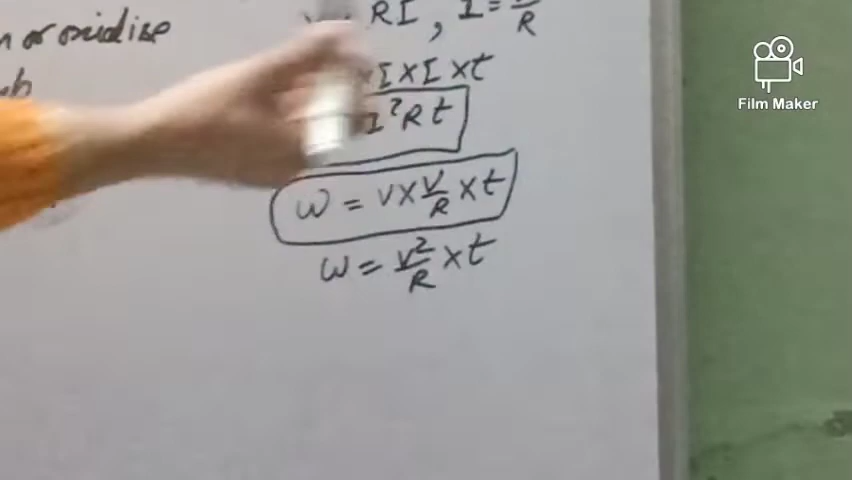 n or oxidise
RI, I = V/R
×I×I×t
I²Rt
W = V×V/R×t
W = V²/R×t
Film Maker